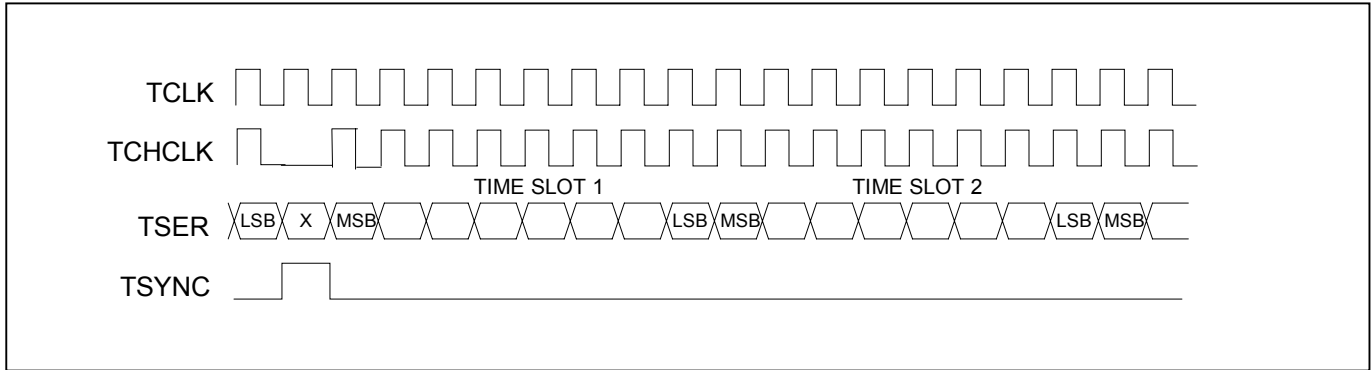 TCLK
TCHCLK
TIME SLOT 1 TIME SLOT 2
TSER LSB X MSB LSB MSB LSB MSB
TSYNC